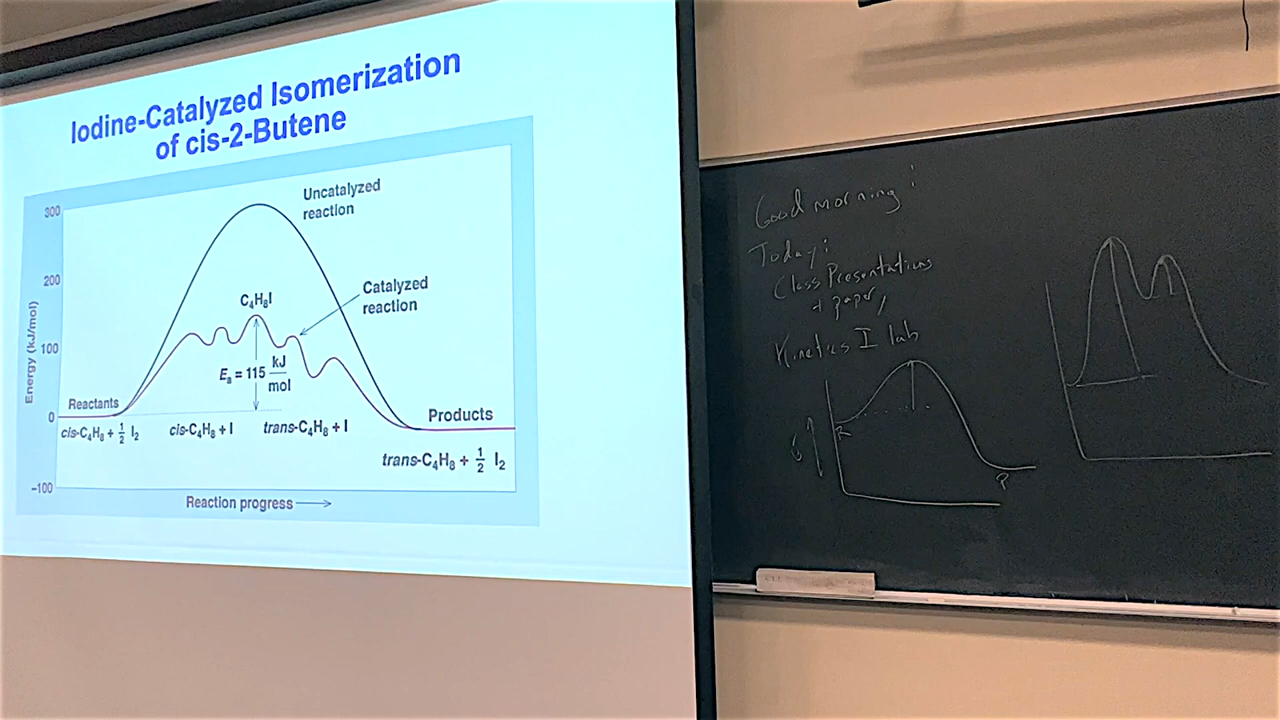 Iodine-Catalyzed Isomerization
of cis-2-Butene
Energy (kJ/mol)
300
200
100
0
–100
Uncatalyzed
reaction
Catalyzed
reaction
C₄H₈I
Eₐ = 115 kJ/mol
Reactants
cis-C₄H₈ + 1/2 I₂
cis-C₄H₈ + I
trans-C₄H₈ + I
Products
trans-C₄H₈ + 1/2 I₂
Reaction progress →
Good morning!
Today:
Class Presentations
+ paper,
Kinetics I lab
R
P